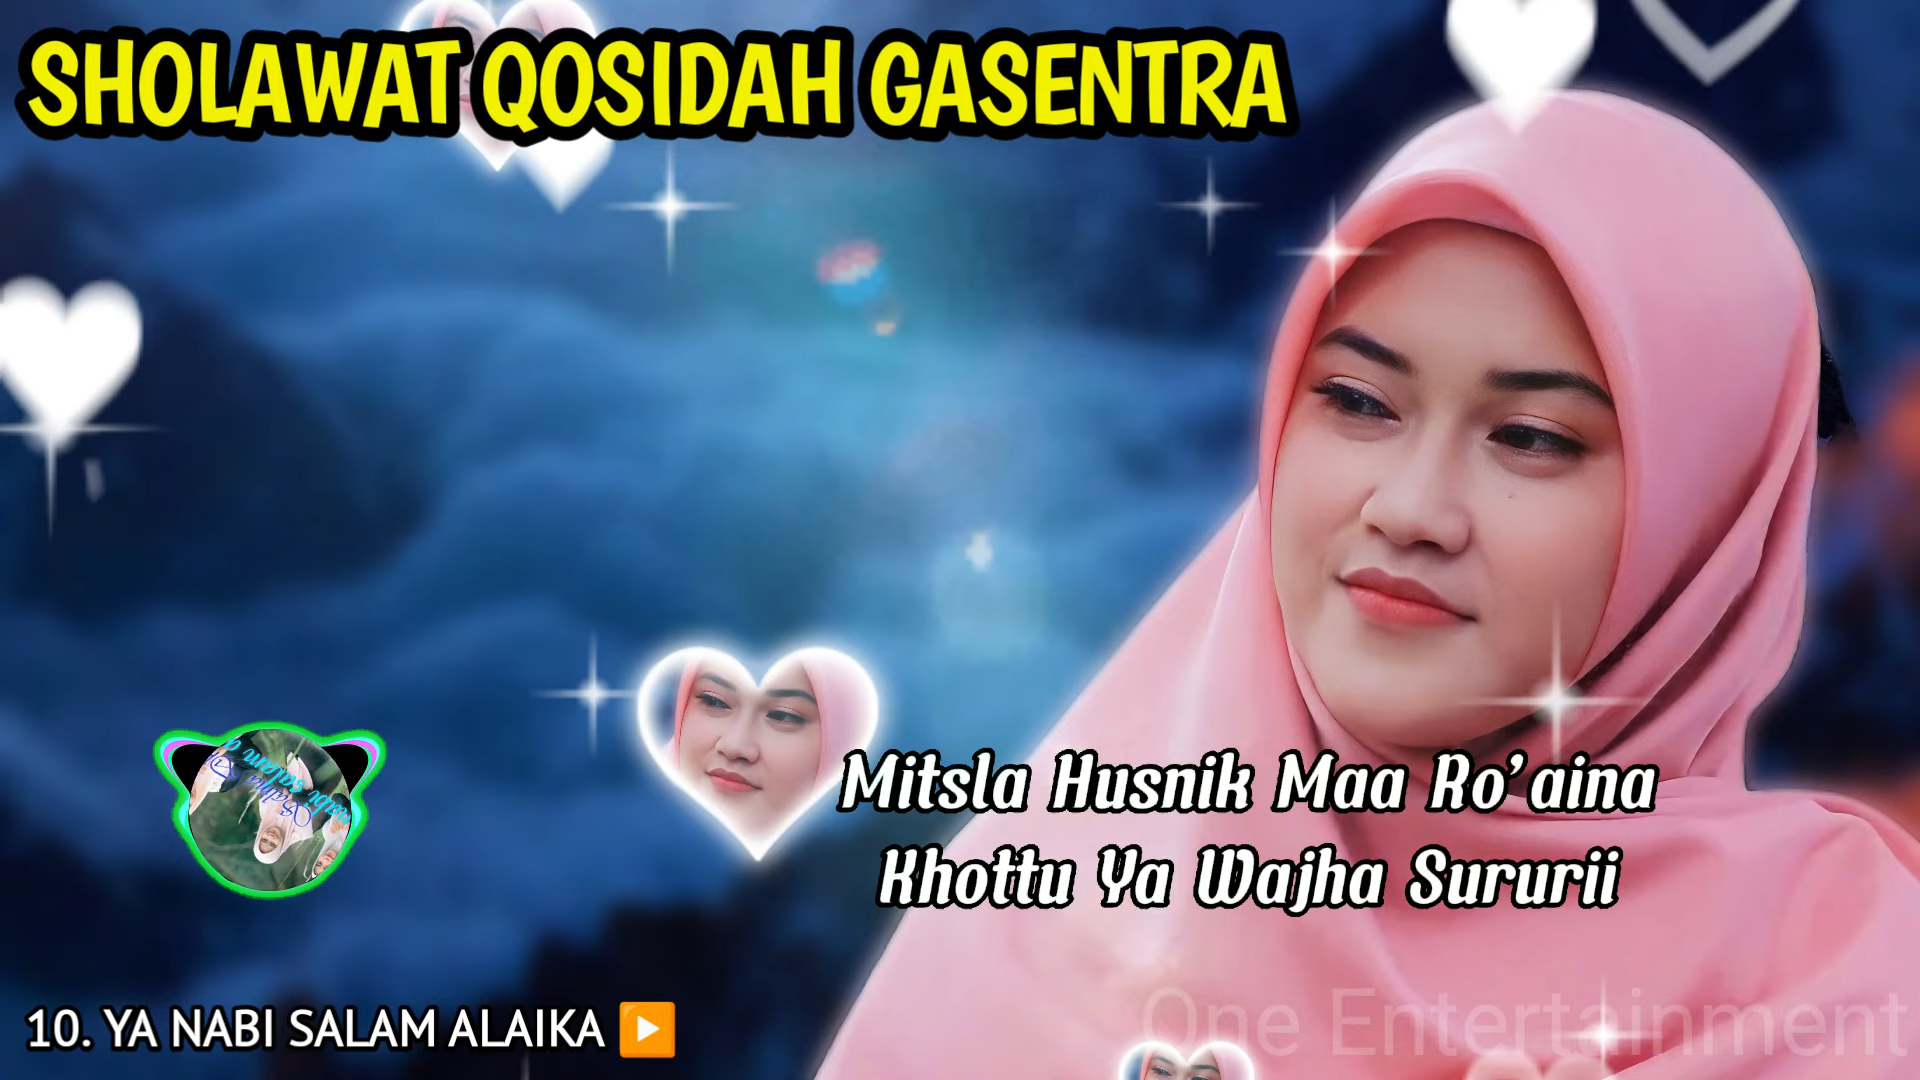 SHOLAWAT QOSIDAH GASENTRA
Mitsla Husnik Maa Ro'aina
Khottu Ya Wajha Sururii
10. YA NABI SALAM ALAIKA
One Entertainment